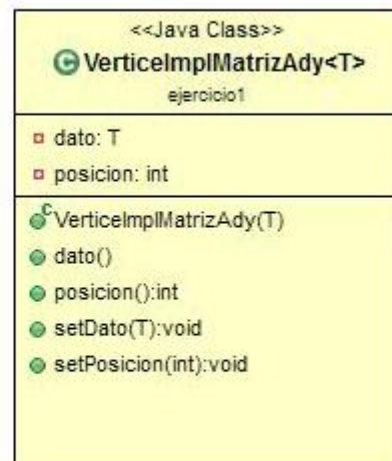 <<Java Class>>
VerticeImplMatrizAdy<T>
ejercicio1
dato: T
posicion: int
VerticeImplMatrizAdy(T)
dato()
posicion():int
setDato(T):void
setPosicion(int):void